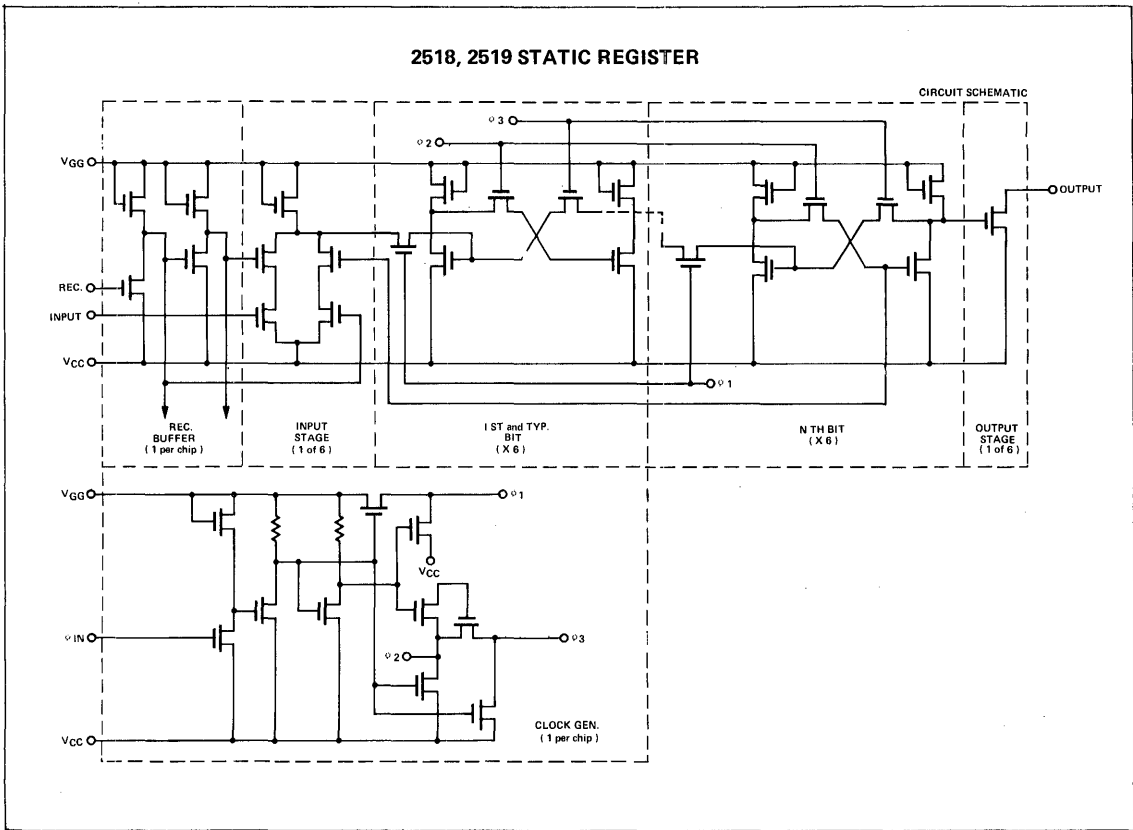 2518, 2519 STATIC REGISTER
CIRCUIT SCHEMATIC
φ3
φ2
VGG
OUTPUT
REC.
INPUT
VCC
φ1
REC.
BUFFER
(1 per chip)
INPUT
STAGE
(1 of 6)
I ST and TYP.
BIT
(X 6)
N TH BIT
(X 6)
OUTPUT
STAGE
(1 of 6)
VGG
φ1
VCC
φIN
φ3
φ2
CLOCK GEN.
(1 per chip)
VCC